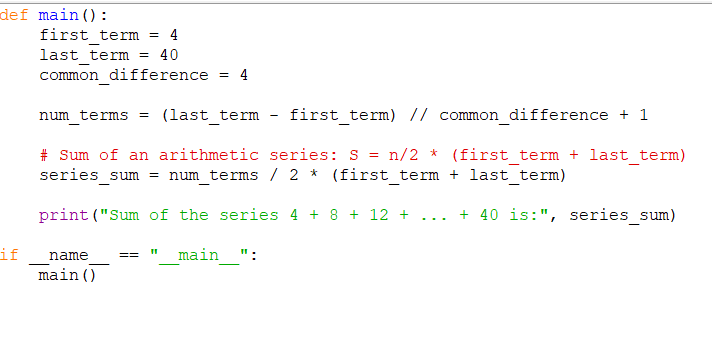 def main():
    first_term = 4
    last_term = 40
    common_difference = 4
    num_terms = (last_term - first_term) // common_difference + 1
    # Sum of an arithmetic series: S = n/2 * (first_term + last_term)
    series_sum = num_terms / 2 * (first_term + last_term)
    print("Sum of the series 4 + 8 + 12 + ... + 40 is:", series_sum)
if __name__ == "__main__":
    main()